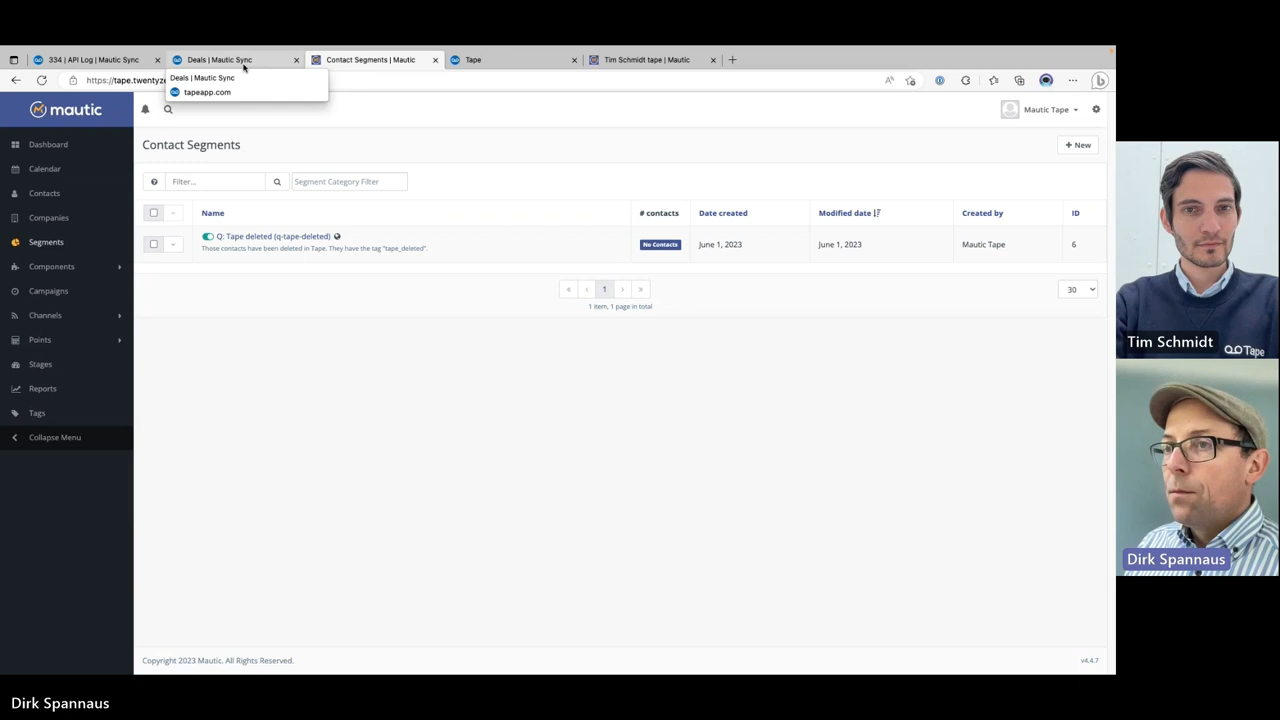 334 | API Log | Mautic Sync
Deals | Mautic Sync
Contact Segments | Mautic
Tape
Tim Schmidt tape | Mautic
https://tape.twentyze
Deals | Mautic Sync
tapeapp.com
mautic
Mautic Tape
Dashboard
Calendar
Contacts
Companies
Segments
Components
Campaigns
Channels
Points
Stages
Reports
Tags
Collapse Menu
Contact Segments
+ New
Filter...
Segment Category Filter
Name
# contacts
Date created
Modified date
Created by
ID
Q: Tape deleted (q-tape-deleted)
Those contacts have been deleted in Tape. They have the tag "tape_deleted".
No Contacts
June 1, 2023
June 1, 2023
Mautic Tape
6
« ‹ 1 › »
30
1 item, 1 page in total
Copyright 2023 Mautic. All Rights Reserved.
v4.4.7
Tim Schmidt
Tape
Dirk Spannaus
Dirk Spannaus